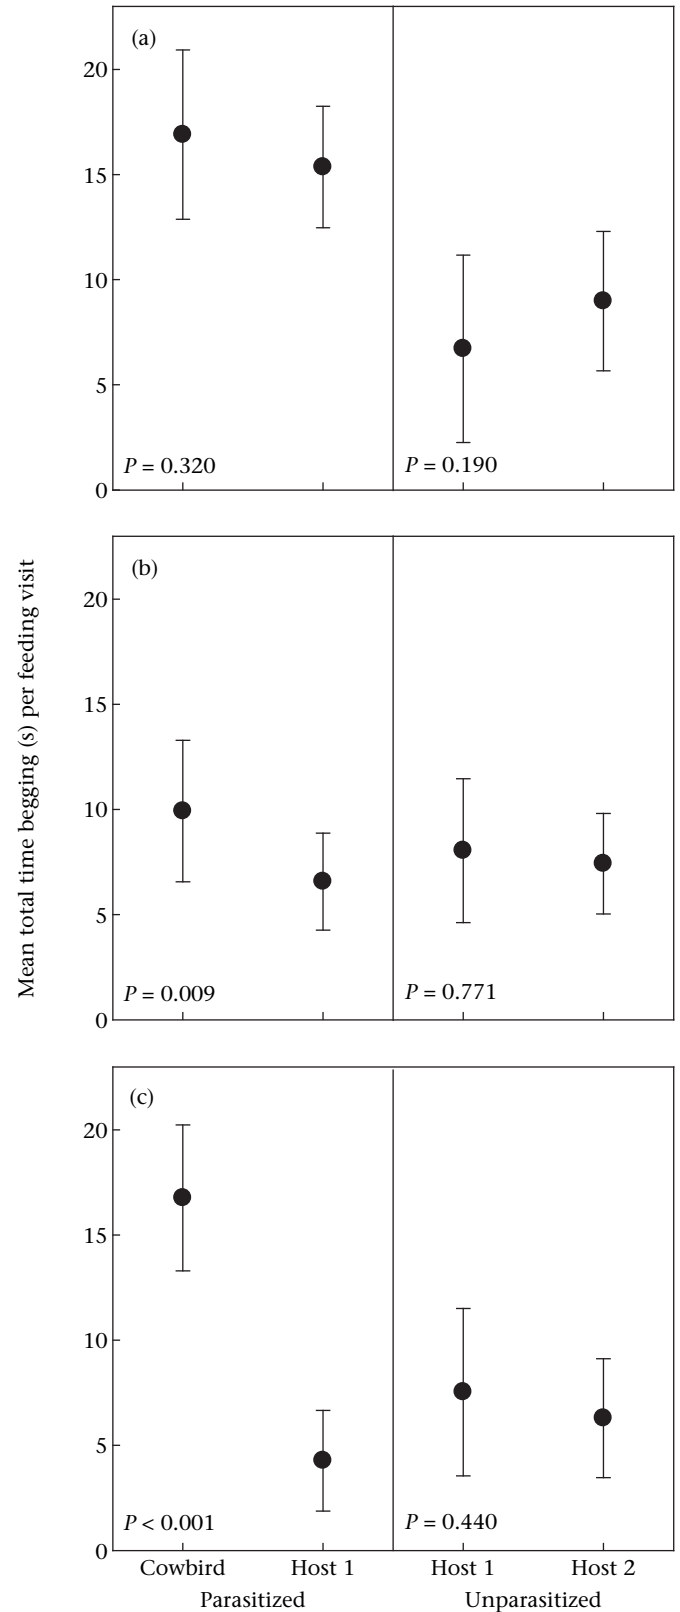 (a)
20
15
10
5
0
P = 0.320
P = 0.190
(b)
20
15
10
5
0
P = 0.009
P = 0.771
Mean total time begging (s) per feeding visit
(c)
20
15
10
5
0
P < 0.001
P = 0.440
Cowbird Host 1 Host 1 Host 2
Parasitized Unparasitized